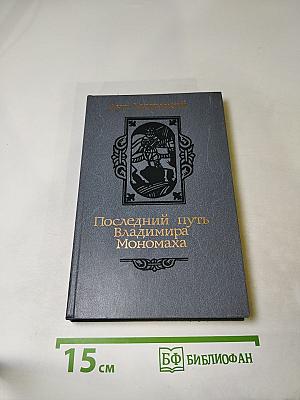 Последний путь
Владимира
Мономаха
15 см
БФ БИБЛИОФАН